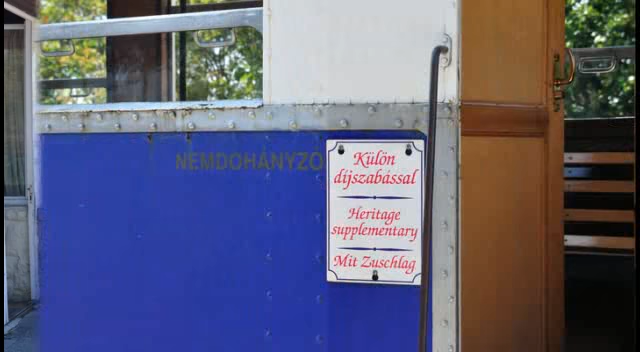 NEMDOHÁNYZÓ
Külön
díjszabással
Heritage
supplementary
Mit Zuschlag